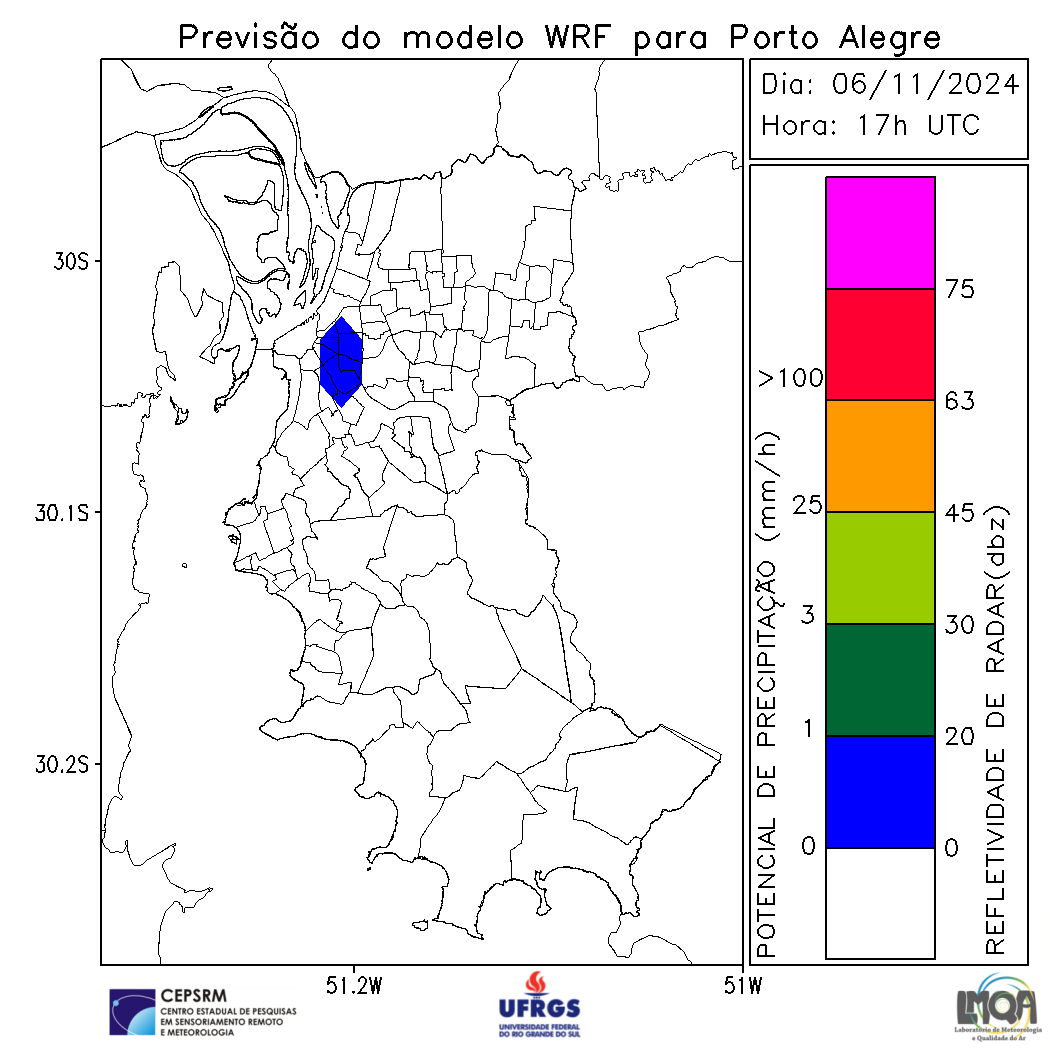 Previsão do modelo WRF para Porto Alegre
Dia: 06/11/2024
Hora: 17h UTC
30S
30.1S
30.2S
51.2W
51W
POTENCIAL DE PRECIPITAÇÃO (mm/h)
>100
25
3
1
0
75
63
45
30
20
0
REFLETIVIDADE DE RADAR(dbz)
CEPSRM
CENTRO ESTADUAL DE PESQUISAS
EM SENSORIAMENTO REMOTO
E METEOROLOGIA
UFRGS
UNIVERSIDADE FEDERAL
DO RIO GRANDE DO SUL
LMQA
Laboratório de Meteorologia
e Qualidade do Ar